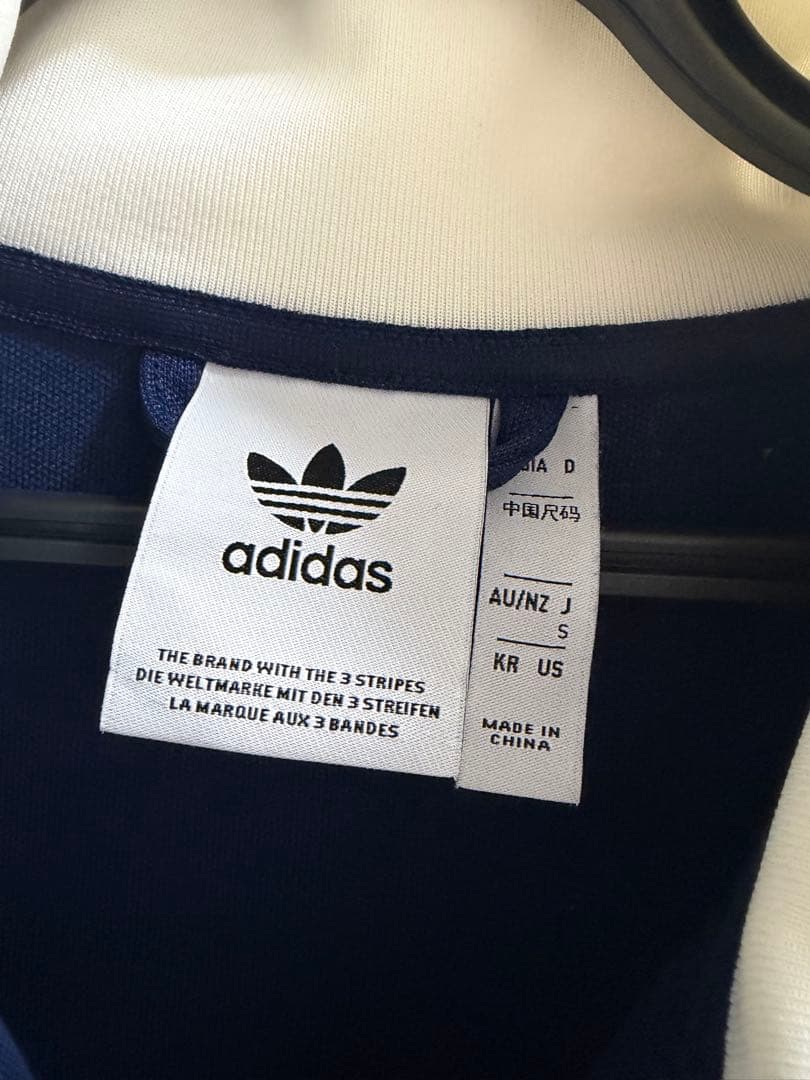 adidas
THE BRAND WITH THE 3 STRIPES
DIE WELTMARKE MIT DEN 3 STREIFEN
LA MARQUE AUX 3 BANDES
D
中国尺码
AU/NZ J
S
KR US
MADE IN
CHINA